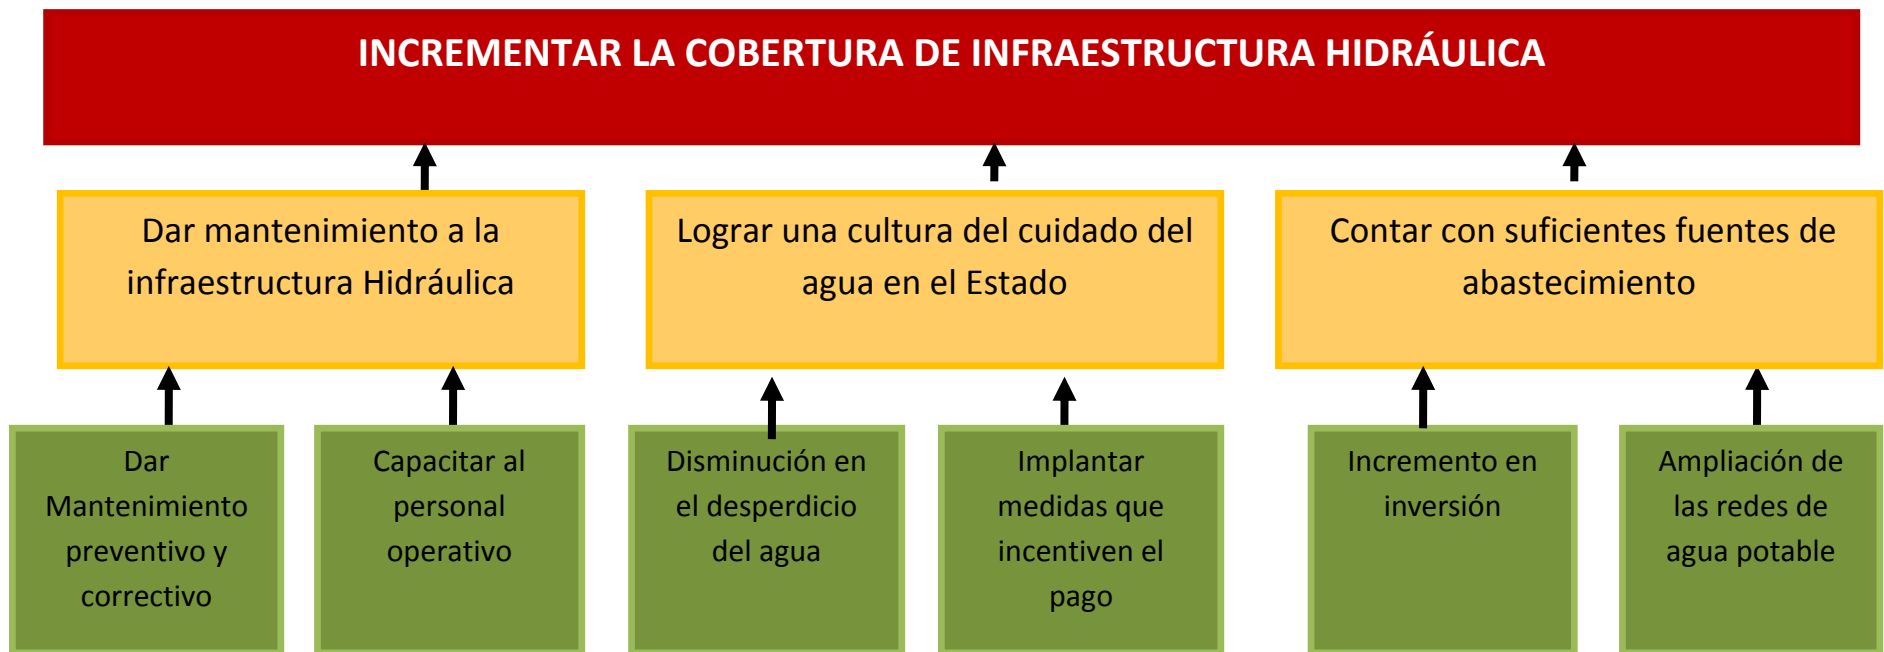 INCREMENTAR LA COBERTURA DE INFRAESTRUCTURA HIDRÁULICA
Dar mantenimiento a la
infraestructura Hidráulica
Lograr una cultura del cuidado del
agua en el Estado
Contar con suficientes fuentes de
abastecimiento
Dar
Mantenimiento
preventivo y
correctivo
Capacitar al
personal
operativo
Disminución en
el desperdicio
del agua
Implantar
medidas que
incentiven el
pago
Incremento en
inversión
Ampliación de
las redes de
agua potable